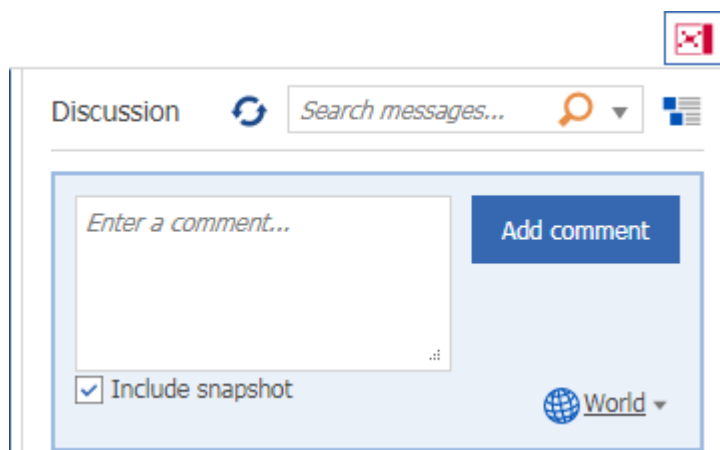 Discussion
Search messages...
Enter a comment...
Add comment
Include snapshot
World